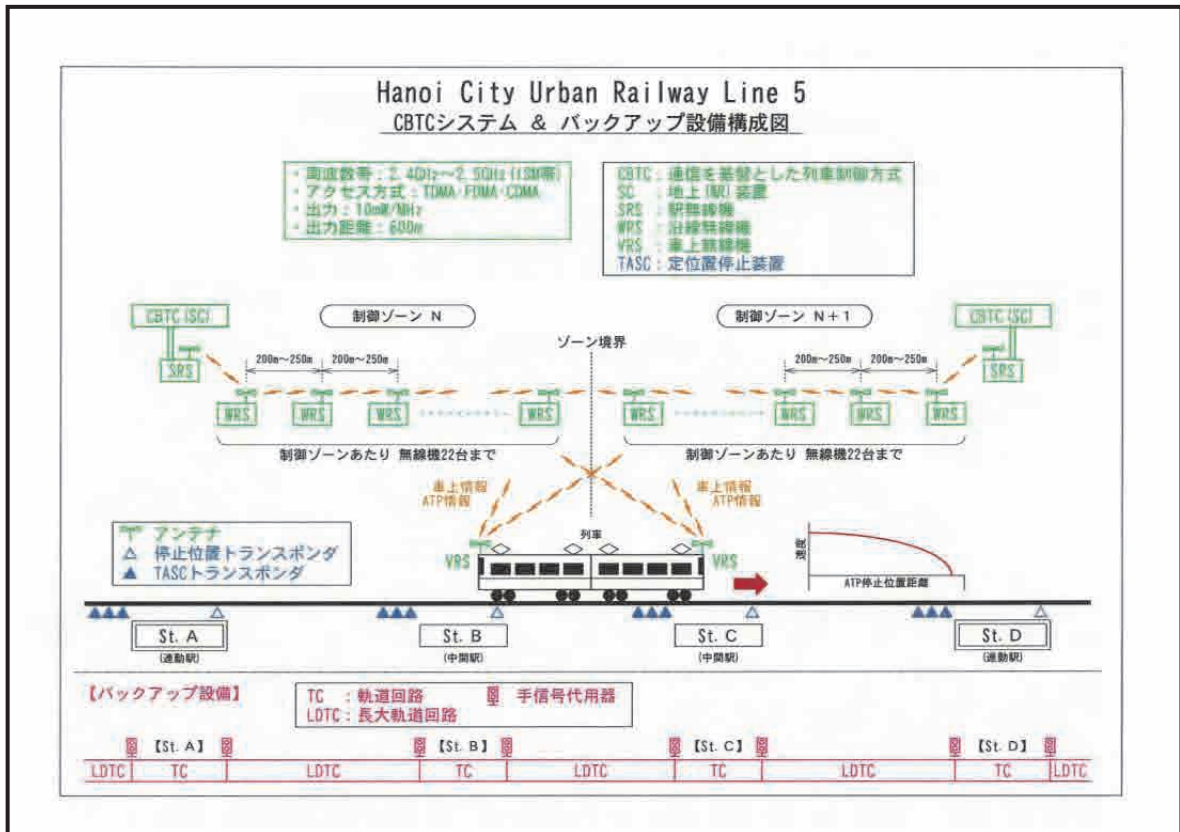 Hanoi City Urban Railway Line 5
CBTCシステム & バックアップ設備構成図
・周波数帯：2.4GHz～2.5GHz(ISM帯)
・アクセス方式：TDMA・FDMA・CDMA
・出力：10mW/MHz
・出力距離：600m
CBTC：通信を基盤とした列車制御方式
SC：地上(駅)装置
SRS：駅無線機
WRS：沿線無線機
VRS：車上無線機
TASC：定位置停止装置
CBTC(SC)
制御ゾーン N
制御ゾーン N+1
CBTC(SC)
ゾーン境界
SRS
200m～250m
200m～250m
200m～250m
200m～250m
SRS
WRS
WRS
WRS
WRS
WRS
WRS
WRS
WRS
制御ゾーンあたり 無線機22台まで
制御ゾーンあたり 無線機22台まで
車上情報
ATP情報
車上情報
ATP情報
アンテナ
停止位置トランスポンダ
TASCトランスポンダ
列車
VRS
VRS
速度
ATP停止位置距離
St. A
(連動駅)
St. B
(中間駅)
St. C
(中間駅)
St. D
(連動駅)
【バックアップ設備】
TC：軌道回路
手信号代用器
LDTC：長大軌道回路
【St. A】
【St. B】
【St. C】
【St. D】
LDTC
TC
LDTC
TC
LDTC
TC
LDTC
TC
LDTC